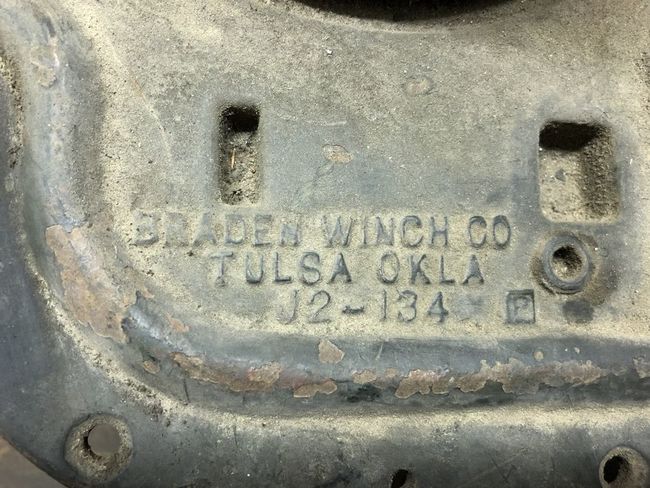 BRADEN WINCH CO
TULSA OKLA
J2-134 P